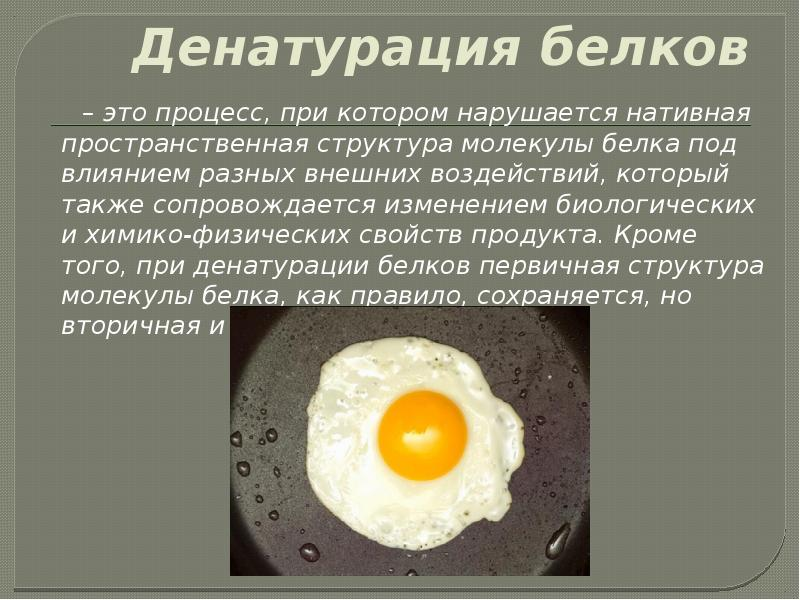 Денатурация белков
– это процесс, при котором нарушается нативная
пространственная структура молекулы белка под
влиянием разных внешних воздействий, который
также сопровождается изменением биологических
и химико-физических свойств продукта. Кроме
того, при денатурации белков первичная структура
молекулы белка, как правило, сохраняется, но
вторичная и